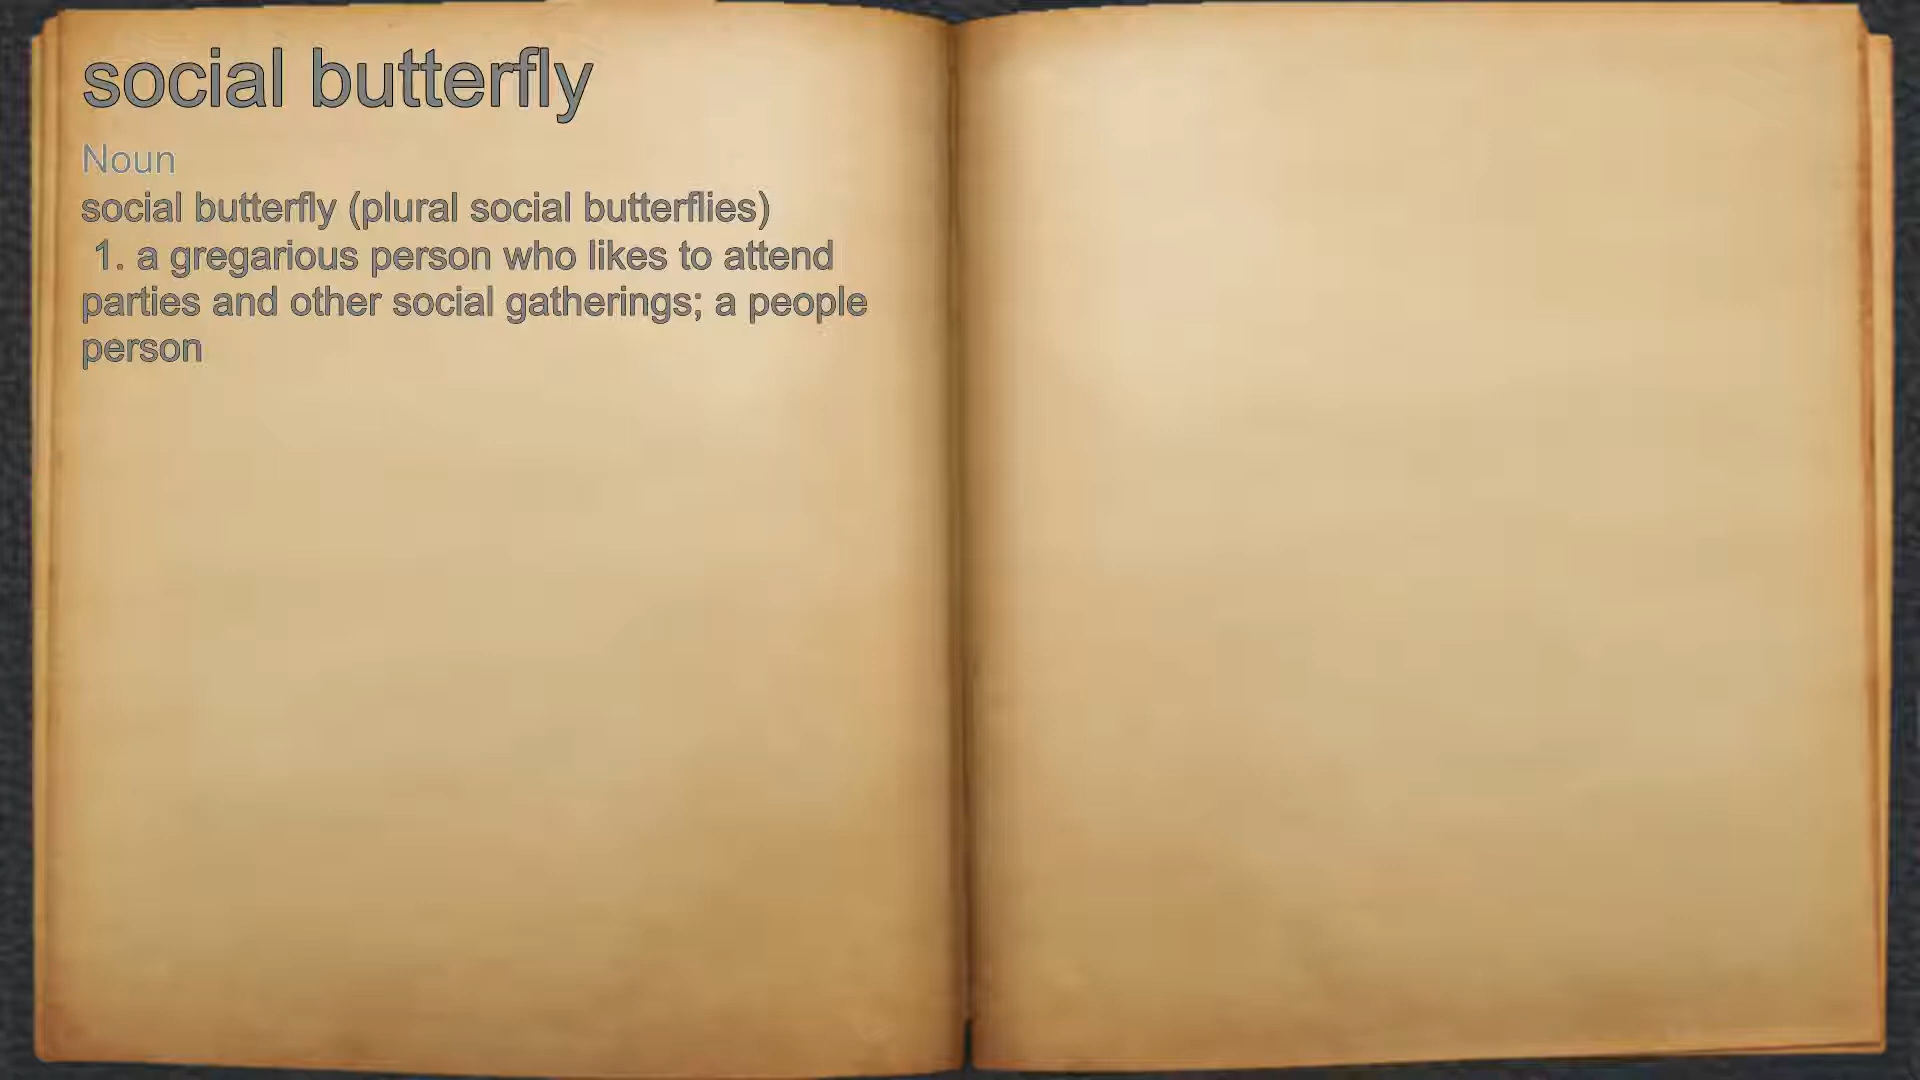 social butterfly
Noun
social butterfly (plural social butterflies)
1. a gregarious person who likes to attend
parties and other social gatherings; a people
person